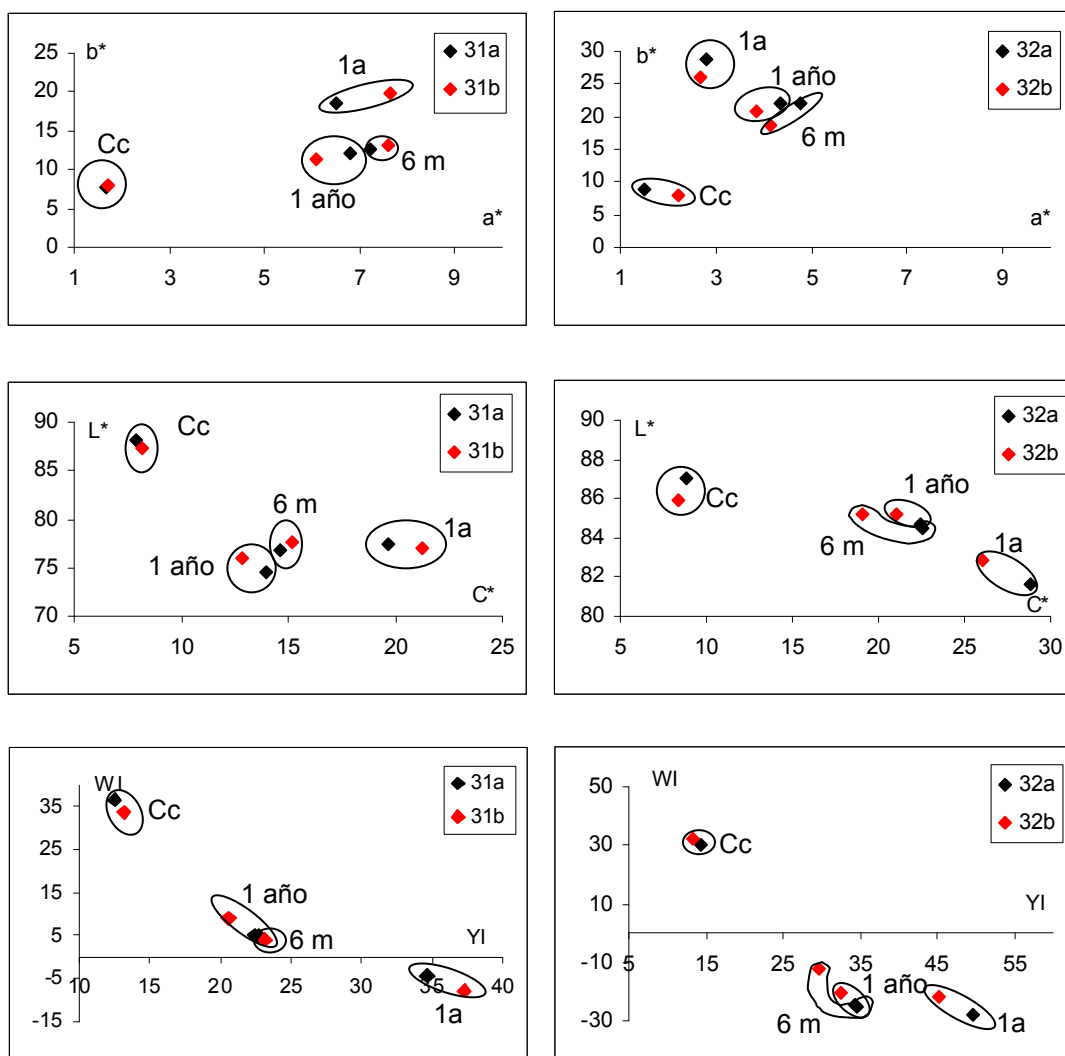 25
20
15
10
5
0
b*
1a
31a
31b
Cc
6 m
1 año
a*
1
3
5
7
9
30
25
20
15
10
5
0
b*
1a
1 año
32a
32b
6 m
Cc
a*
1
3
5
7
9
90
85
80
75
70
L*
Cc
31a
31b
6 m
1a
1 año
C*
5
10
15
20
25
90
88
86
84
82
80
L*
32a
32b
1 año
Cc
6 m
1a
C*
5
10
15
20
25
30
WI
35
25
15
5
-5
-15
Cc
31a
31b
1 año
6 m
YI
10
15
20
25
30
35
40
1a
50
30
10
-10
-30
WI
32a
32b
Cc
YI
5
15
25
35
45
55
1 año
6 m
1a